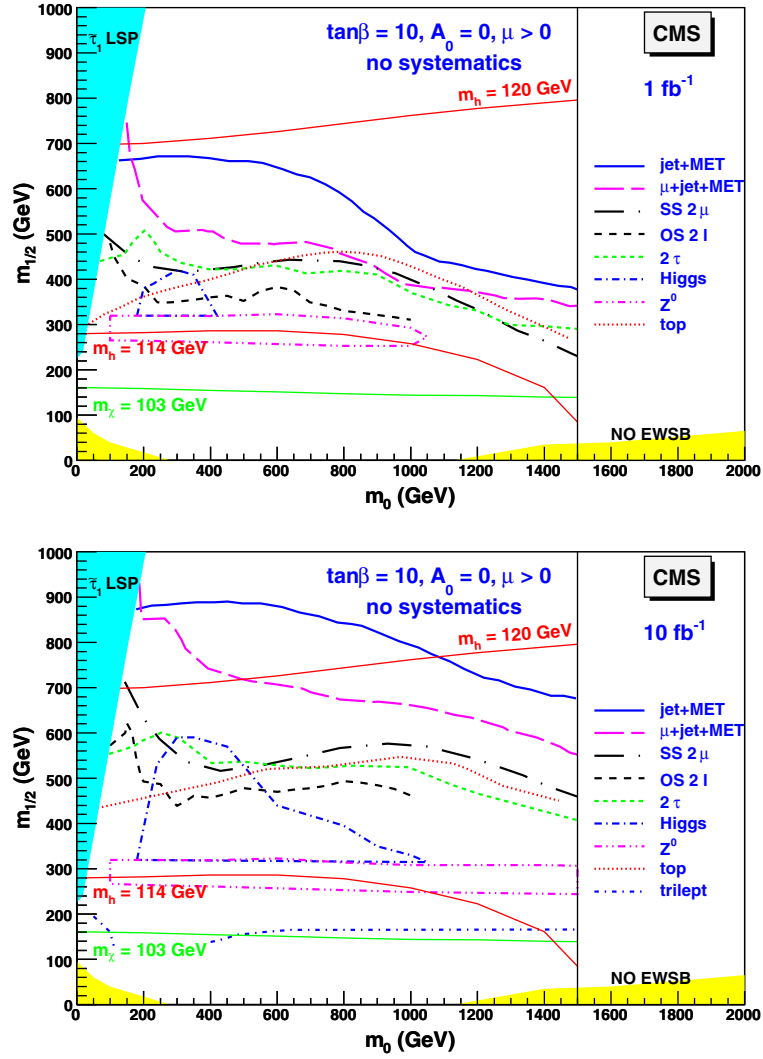 1000
900
800
700
600
500
400
300
200
100
0
m1/2 (GeV)
τ̃1 LSP
tanβ = 10, A0 = 0, μ > 0
no systematics
CMS
1 fb-1
mh = 120 GeV
jet+MET
μ+jet+MET
SS 2 μ
OS 2 l
2 τ
Higgs
Z0
top
mh = 114 GeV
mχ = 103 GeV
NO EWSB
0 200 400 600 800 1000 1200 1400 1600 1800 2000
m0 (GeV)
1000
900
800
700
600
500
400
300
200
100
0
m1/2 (GeV)
τ̃1 LSP
tanβ = 10, A0 = 0, μ > 0
no systematics
CMS
10 fb-1
mh = 120 GeV
jet+MET
μ+jet+MET
SS 2 μ
OS 2 l
2 τ
Higgs
Z0
top
trilept
mh = 114 GeV
mχ = 103 GeV
NO EWSB
0 200 400 600 800 1000 1200 1400 1600 1800 2000
m0 (GeV)